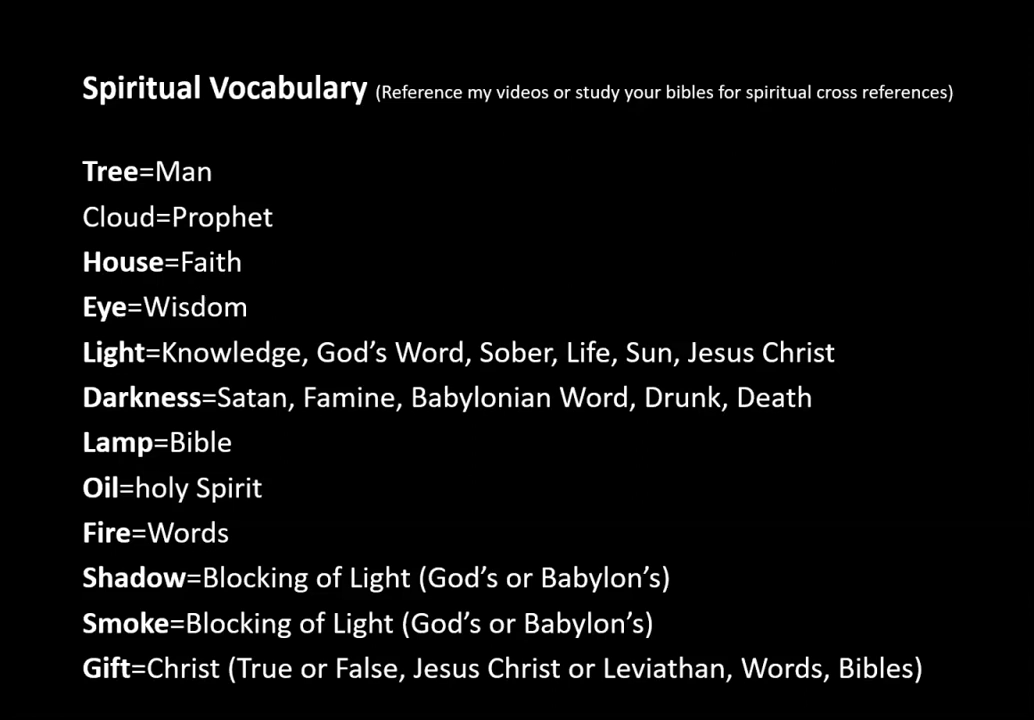 Spiritual Vocabulary (Reference my videos or study your bibles for spiritual cross references)
Tree=Man
Cloud=Prophet
House=Faith
Eye=Wisdom
Light=Knowledge, God’s Word, Sober, Life, Sun, Jesus Christ
Darkness=Satan, Famine, Babylonian Word, Drunk, Death
Lamp=Bible
Oil=holy Spirit
Fire=Words
Shadow=Blocking of Light (God’s or Babylon’s)
Smoke=Blocking of Light (God’s or Babylon’s)
Gift=Christ (True or False, Jesus Christ or Leviathan, Words, Bibles)